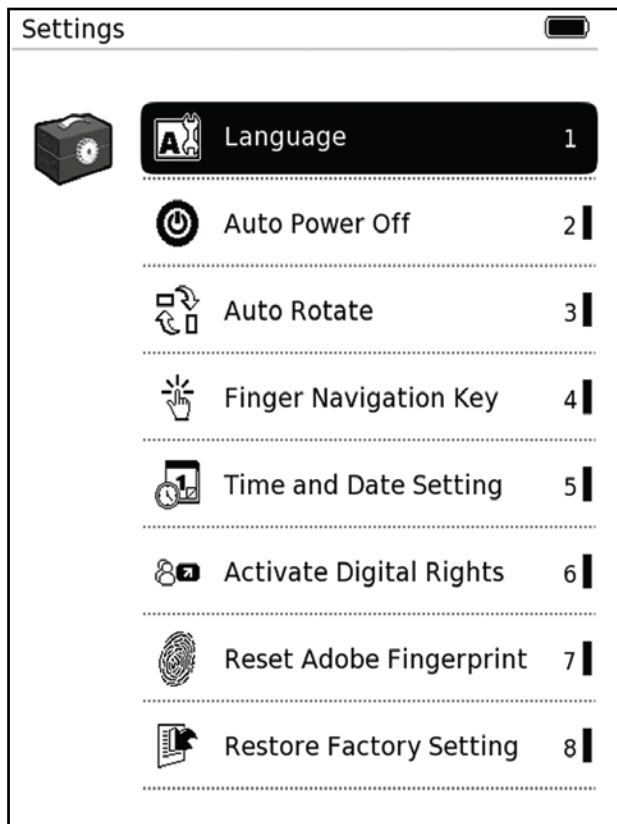 Settings
Language 1
Auto Power Off 2
Auto Rotate 3
Finger Navigation Key 4
Time and Date Setting 5
Activate Digital Rights 6
Reset Adobe Fingerprint 7
Restore Factory Setting 8